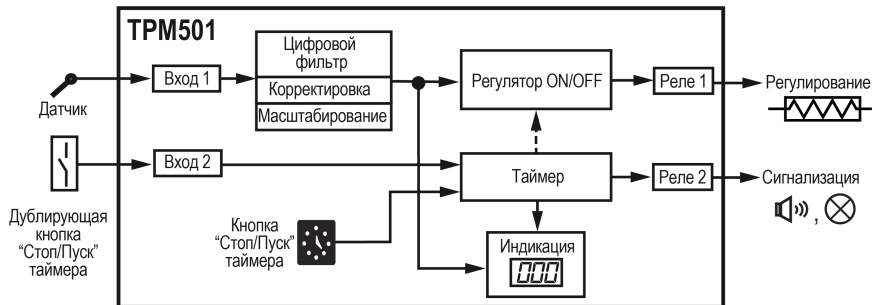 ТРМ501
Датчик
Вход 1
Цифровой
фильтр
Корректировка
Масштабирование
Регулятор ON/OFF
Реле 1
Регулирование
Дублирующая
кнопка
“Стоп/Пуск”
таймера
Вход 2
Кнопка
“Стоп/Пуск”
таймера
Таймер
Реле 2
Сигнализация
,
Индикация
000